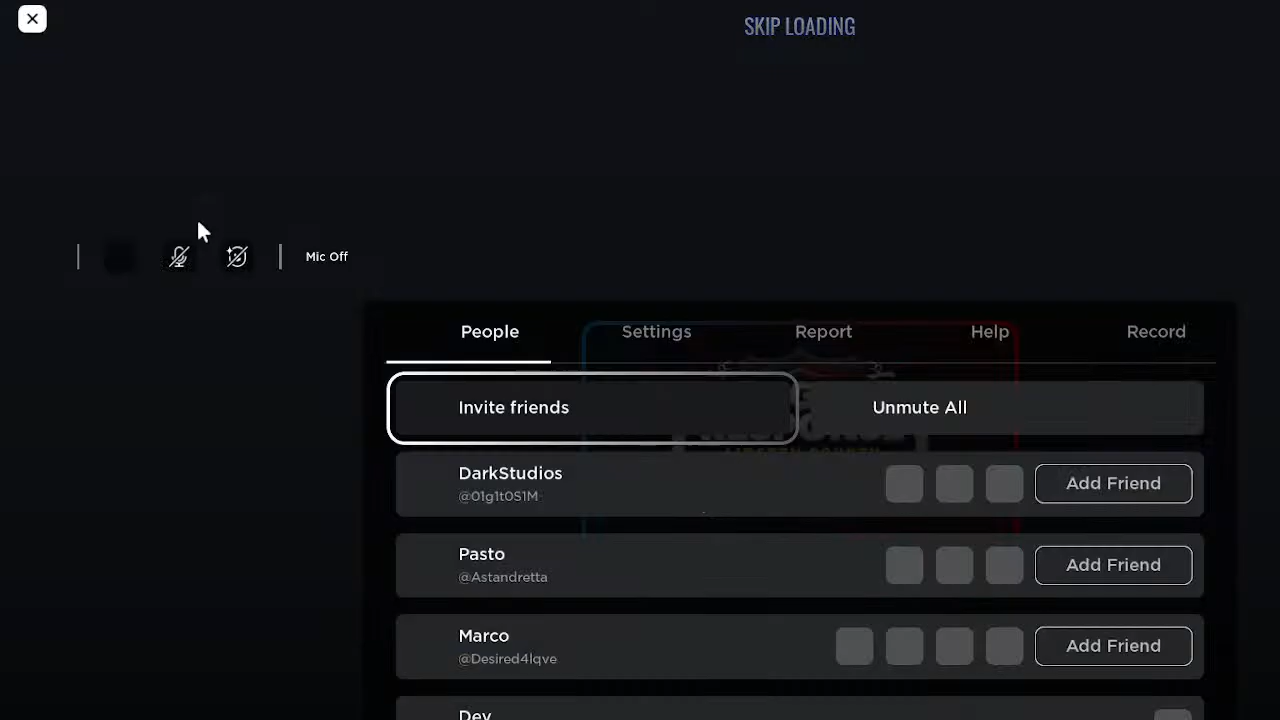 SKIP LOADING
Mic Off
People Settings Report Help Record
Invite friends
Unmute All
DarkStudios
@01g1t0S1M
Add Friend
Pasto
@Astandretta
Add Friend
Marco
@Desired4lqve
Add Friend
Dev